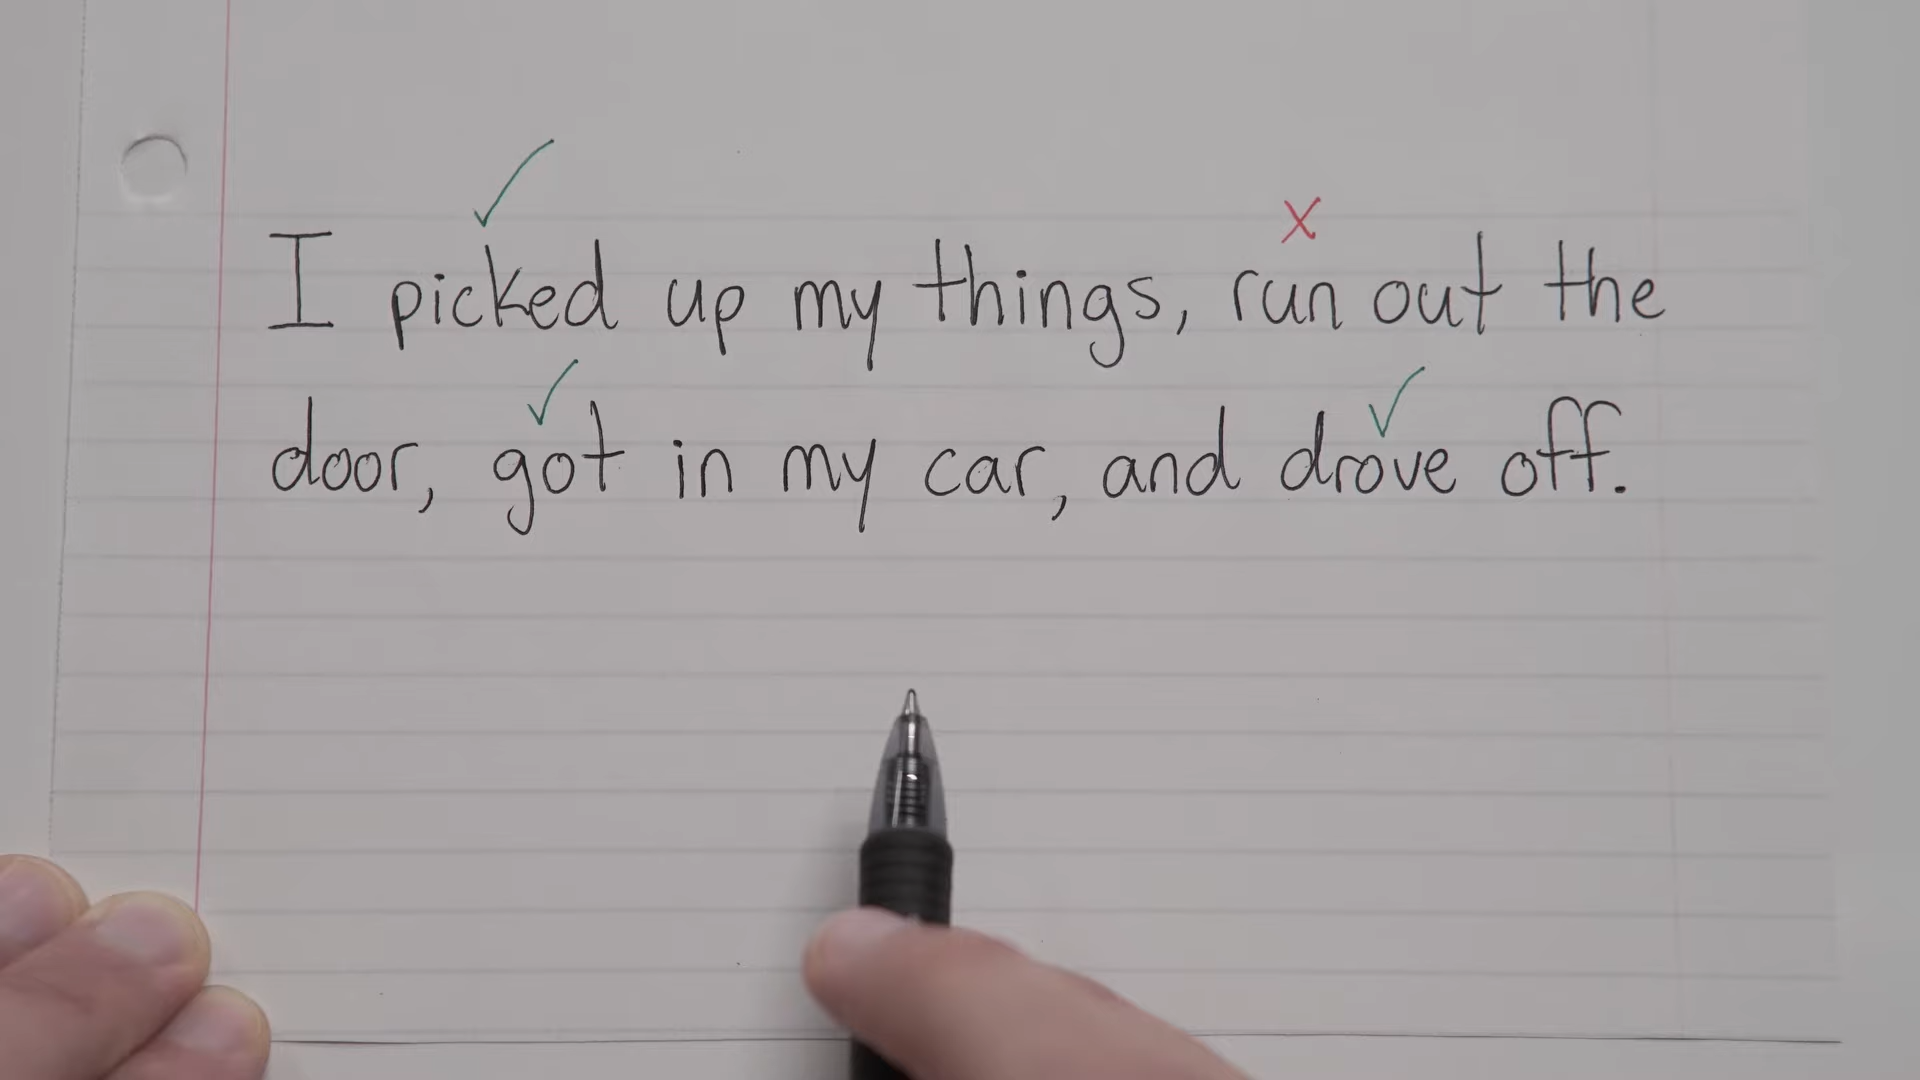 I picked up my things, run out the
door, got in my car, and drove off.